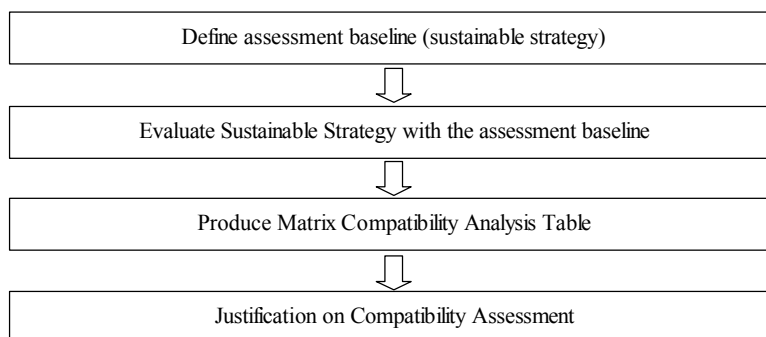 Define assessment baseline (sustainable strategy)
Evaluate Sustainable Strategy with the assessment baseline
Produce Matrix Compatibility Analysis Table
Justification on Compatibility Assessment